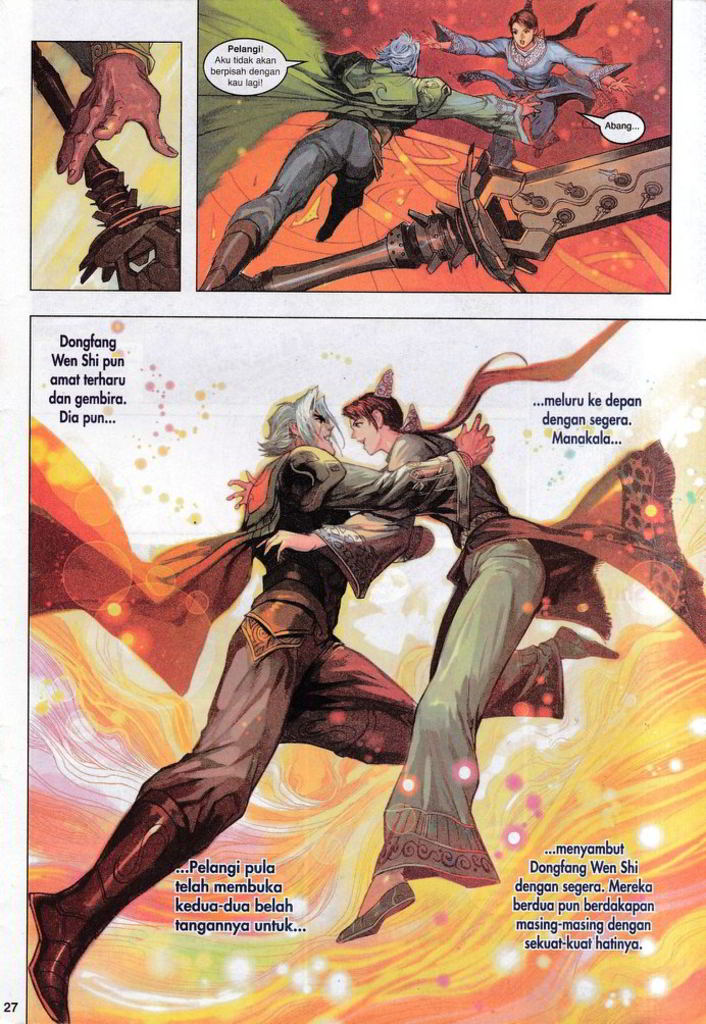 Pelangi!
Aku tidak akan
berpisah dengan
kau lagi!
Abang...
Dongfang
Wen Shi pun
amat terharu
dan gembira.
Dia pun...
...meluru ke depan
dengan segera.
Manakala...
...Pelangi pula
telah membuka
kedua-dua belah
tangannya untuk...
...menyambut
Dongfang Wen Shi
dengan segera. Mereka
berdua pun berdakapan
masing-masing dengan
sekuat-kuat hatinya.
27